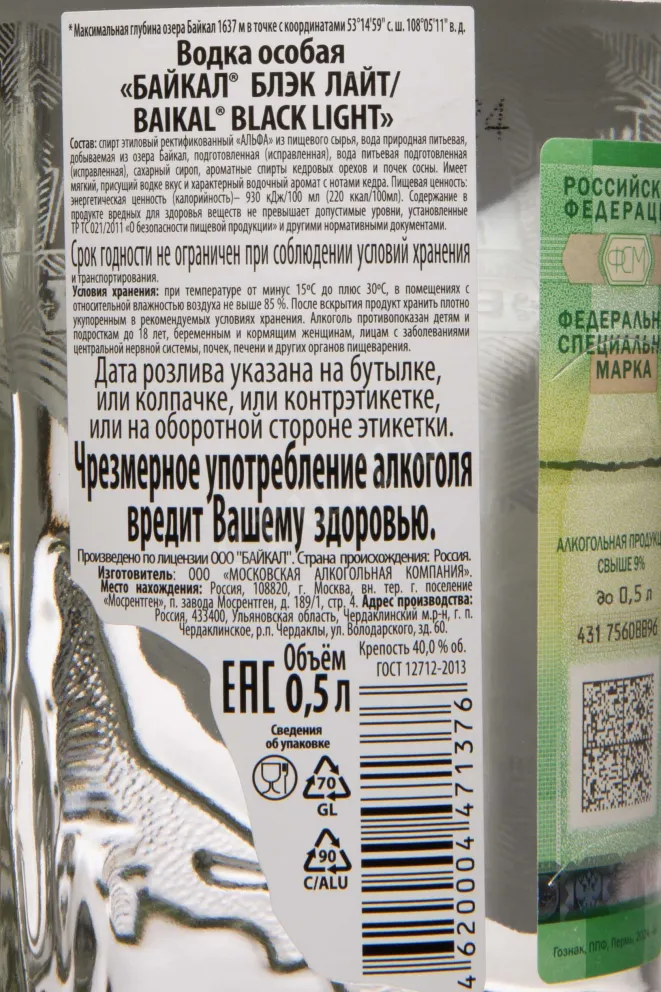 *Максимальная глубина озера Байкал 1637 м в точке с координатами 53°14'59" с. ш. 108°05'11" в. д.
Водка особая
«БАЙКАЛ® БЛЭК ЛАЙТ/
BAIKAL® BLACK LIGHT»
Состав: спирт этиловый ректификованный «АЛЬФА» из пищевого сырья, вода природная питьевая,
добываемая из озера Байкал, подготовленная (исправленная), вода питьевая подготовленная
(исправленная), сахарный сироп, ароматные спирты кедровых орехов и почек сосны. Имеет
мягкий, присущий водке вкус и характерный водочный аромат с нотами кедра. Пищевая ценность:
энергетическая ценность (калорийность)– 930 кДж/100 мл (220 ккал/100мл). Содержание в
продукте вредных для здоровья веществ не превышает допустимые уровни, установленные
ТР ТС 021/2011 «О безопасности пищевой продукции» и другими нормативными документами.
Срок годности не ограничен при соблюдении условий хранения
и транспортирования.
Условия хранения: при температуре от минус 15ºС до плюс 30ºС, в помещениях с
относительной влажностью воздуха не выше 85 %. После вскрытия продукт хранить плотно
укупоренным в рекомендуемых условиях хранения. Алкоголь противопоказан детям и
подросткам до 18 лет, беременным и кормящим женщинам, лицам с заболеваниями
центральной нервной системы, почек, печени и других органов пищеварения.
Дата розлива указана на бутылке,
или колпачке, или контрэтикетке,
или на оборотной стороне этикетки.
Чрезмерное употребление алкоголя
вредит Вашему здоровью.
Произведено по лицензии ООО "БАЙКАЛ". Страна происхождения: Россия.
Изготовитель: ООО «МОСКОВСКАЯ АЛКОГОЛЬНАЯ КОМПАНИЯ».
Место нахождения: Россия, 108820, г. Москва, вн. тер. г. поселение
«Мосрентген», п. завода Мосрентген, д. 189/1, стр. 4. Адрес производства:
Россия, 433400, Ульяновская область, Чердаклинский м.р-н, г. п.
Чердаклинское, р.п. Чердаклы, ул. Володарского, зд. 60.
Крепость 40,0 % об.
ГОСТ 12712-2013
EAC
Объём
0,5 л
Сведения
об упаковке
70
GL
90
C/ALU
4 620004 471376
РОССИЙСК
ФЕДЕРАЦ
ФСМ
ФЕДЕРАЛЬН
СПЕЦИАЛЬН
МАРКА
АЛКОГОЛЬНАЯ ПРОДУКЦ
СВЫШЕ 9%
до 0,5 л
431 75608896
Гознак, ППФ, Пермь, 2024